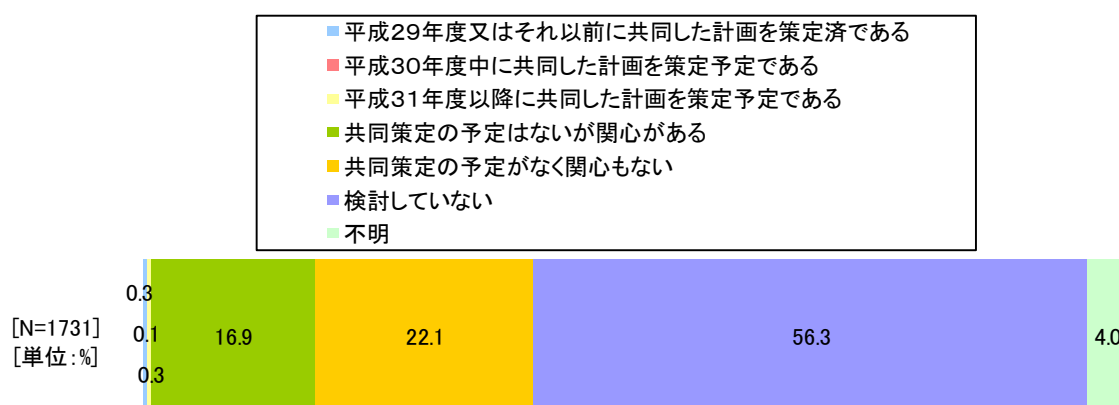 平成29年度又はそれ以前に共同した計画を策定済である
平成30年度中に共同した計画を策定予定である
平成31年度以降に共同した計画を策定予定である
共同策定の予定はないが関心がある
共同策定の予定がなく関心もない
検討していない
不明
[N=1731]
[単位:%]
0.3
0.1
0.3
16.9
22.1
56.3
4.0